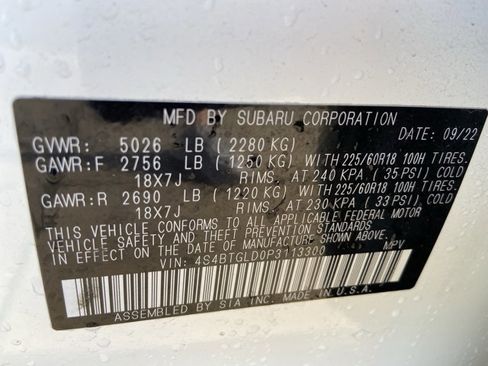 MFD BY SUBARU CORPORATION
DATE: 09/22
GVWR: 5026 LB (2280 KG)
GAWR:F 2756 LB (1250 KG) WITH 225/60R18 100H TIRES.
18X7J RIMS, AT 240 KPA (35 PSI) COLD
GAWR:R 2690 LB (1220 KG) WITH 225/60R18 100H TIRES.
18X7J RIMS, AT 230 KPA (33 PSI) COLD
THIS VEHICLE CONFORMS TO ALL APPLICABLE FEDERAL MOTOR
VEHICLE SAFETY AND BUMPER AND THEFT PREVENTION
STANDARDS IN EFFECT ON THE DATE OF MANUFACTURE SHOWN ABOVE.
VIN: 4S4BTGLD0P3113300 MPV
ASSEMBLED BY SIA INC. MADE IN U.S.A.